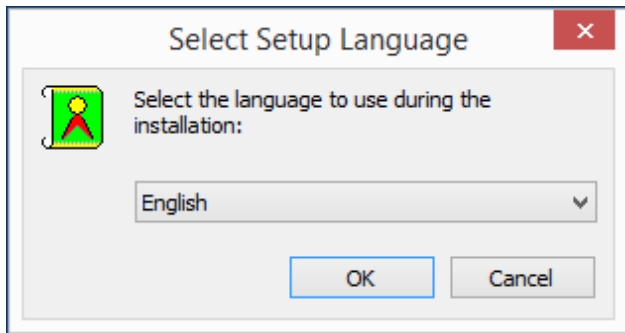 Select Setup Language
Select the language to use during the
installation:
English
OK
Cancel